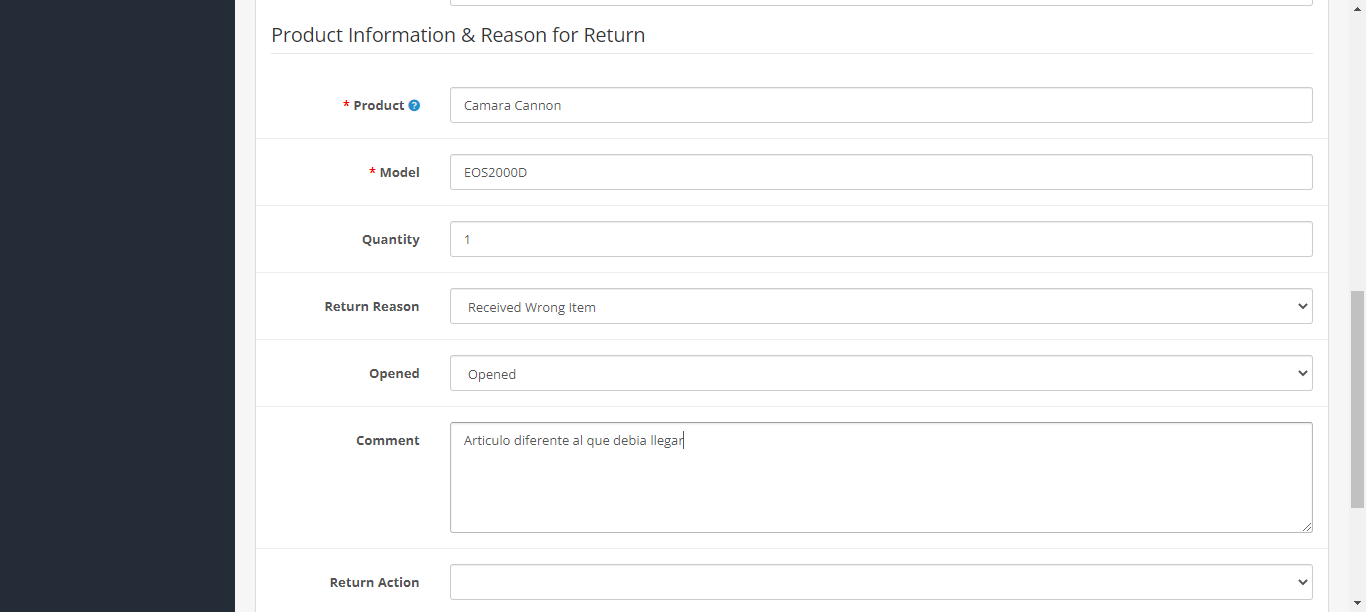 Product Information & Reason for Return
* Product ?
Camara Cannon
* Model
EOS2000D
Quantity
1
Return Reason
Received Wrong Item
Opened
Opened
Comment
Articulo diferente al que debia llegar
Return Action